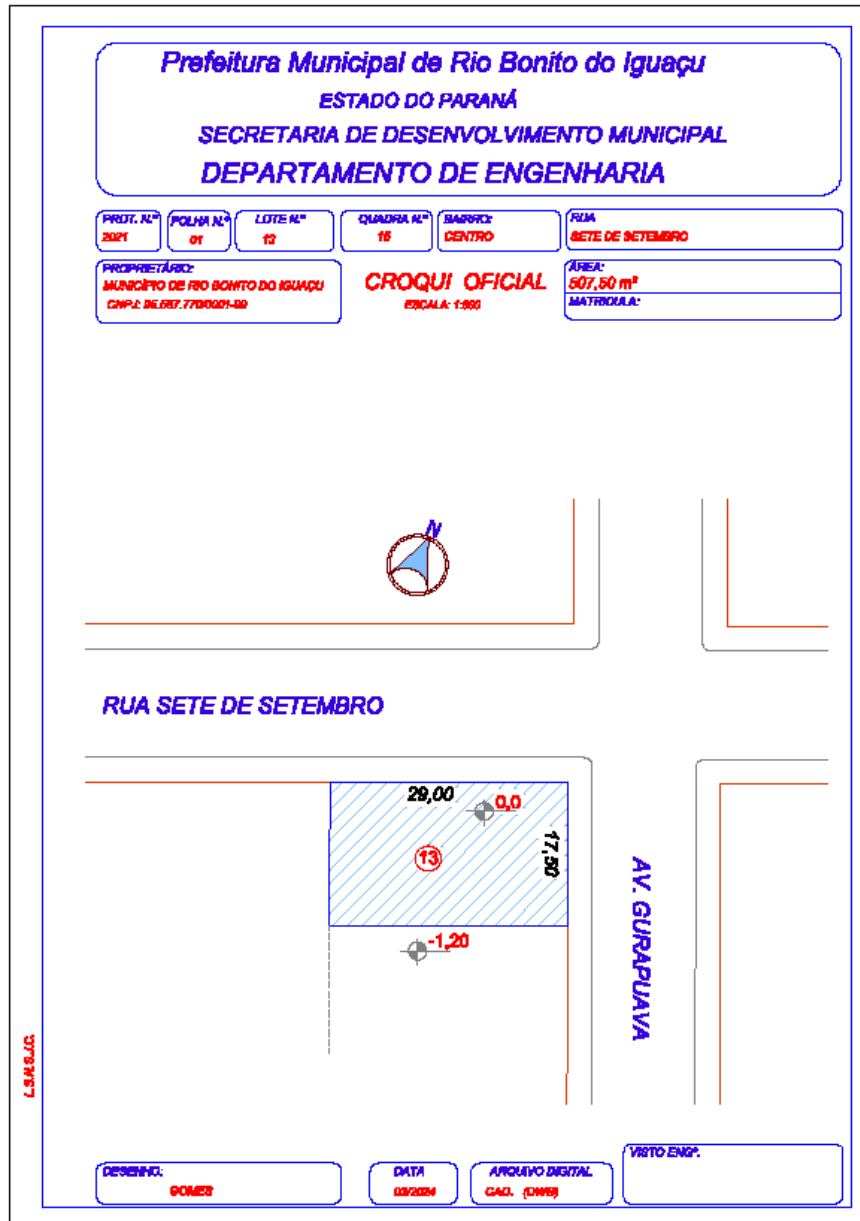 Prefeitura Municipal de Rio Bonito do Iguaçu
ESTADO DO PARANÁ
SECRETARIA DE DESENVOLVIMENTO MUNICIPAL
DEPARTAMENTO DE ENGENHARIA
PROT. N.º
2021
FOLHA N.º
01
LOTE N.º
13
QUADRA N.º
15
BAIRRO:
CENTRO
RUA
SETE DE SETEMBRO
PROPRIETÁRIO:
MUNICÍPIO DE RIO BONITO DO IGUAÇU
CNPJ:
CROQUI OFICIAL
ESCALA:
ÁREA:
507,50 m²
MATRICULA:
N
RUA SETE DE SETEMBRO
29,00
0,0
13
17,50
-1,20
AV. GURAPUAVA
DESENHO:
GOMES
DATA
03/2024
ARQUIVO DIGITAL
CAD. (DWG)
VISTO ENGº.